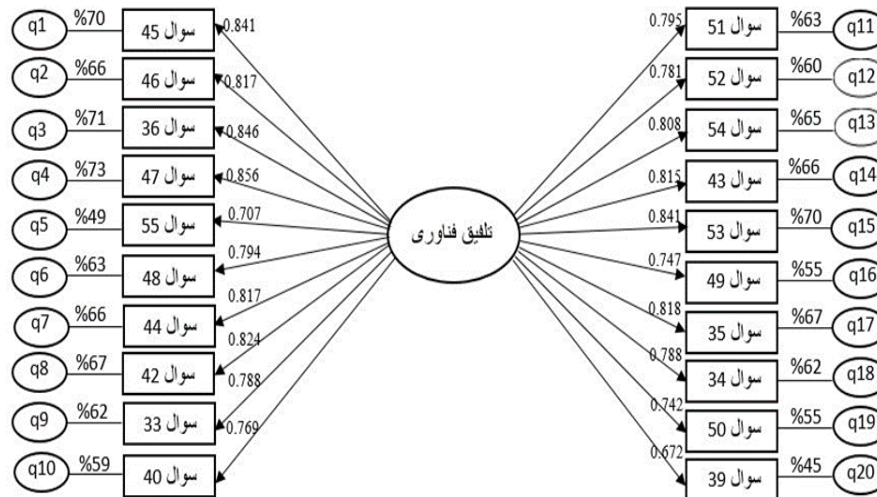 q1 %70 سوال 45 0.841
q2 %66 سوال 46 0.817
q3 %71 سوال 36 0.846
q4 %73 سوال 47 0.856
q5 %49 سوال 55 0.707
q6 %63 سوال 48 0.794
q7 %66 سوال 44 0.817
q8 %67 سوال 42 0.824
q9 %62 سوال 33 0.788
q10 %59 سوال 40 0.769
تلفیق فناوری
0.795 سوال 51 %63 q11
0.781 سوال 52 %60 q12
0.808 سوال 54 %65 q13
0.815 سوال 43 %66 q14
0.841 سوال 53 %70 q15
0.747 سوال 49 %55 q16
0.818 سوال 35 %67 q17
0.788 سوال 34 %62 q18
0.742 سوال 50 %55 q19
0.672 سوال 39 %45 q20